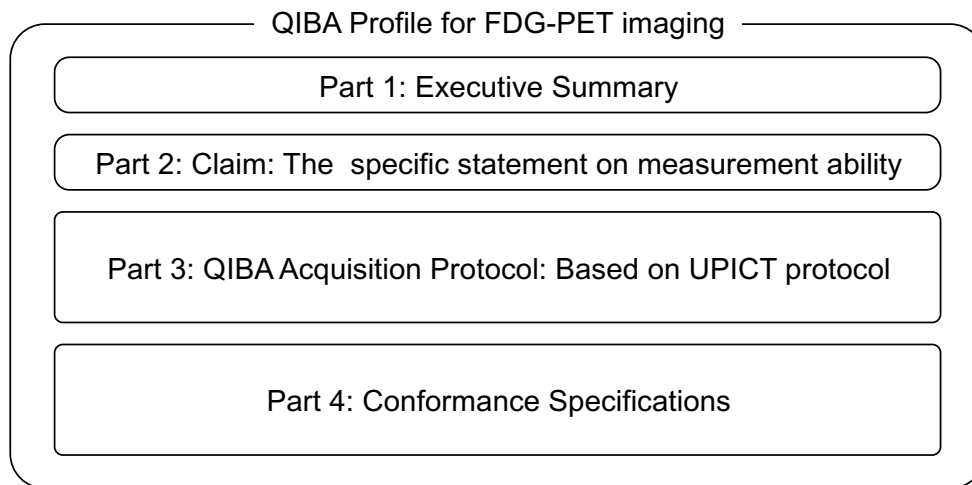 QIBA Profile for FDG-PET imaging
Part 1: Executive Summary
Part 2: Claim: The specific statement on measurement ability
Part 3: QIBA Acquisition Protocol: Based on UPICT protocol
Part 4: Conformance Specifications